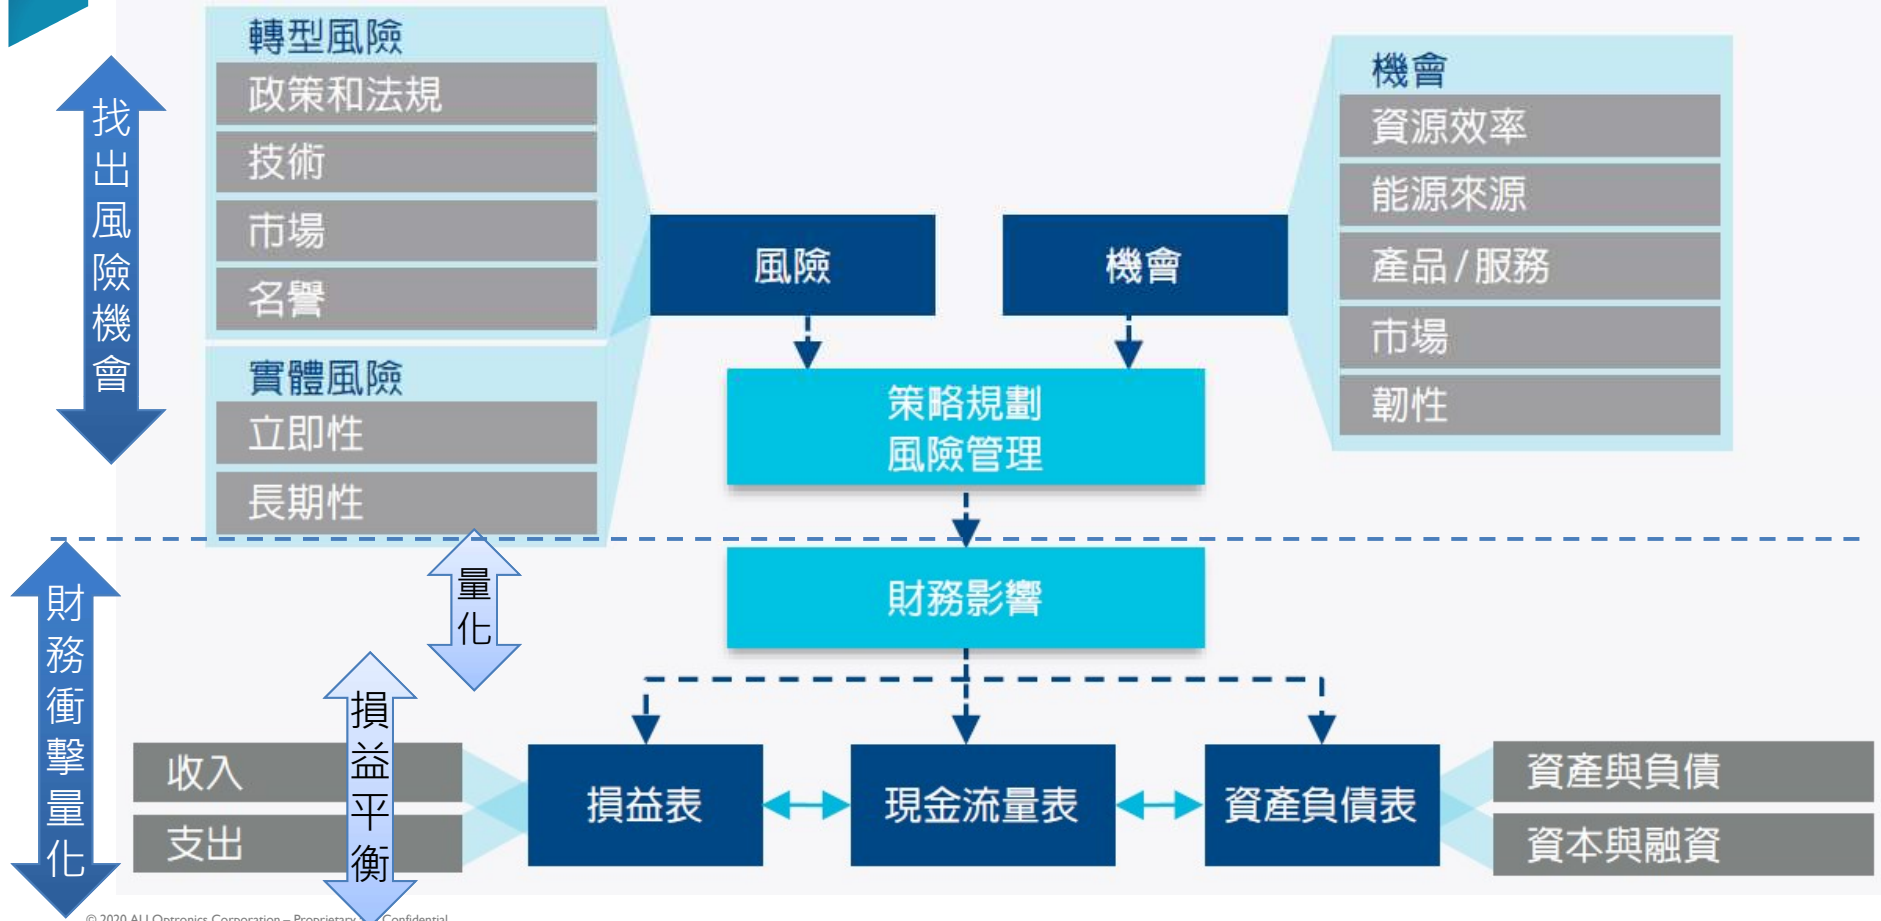 轉型風險
政策和法規
技術
市場
名譽
實體風險
立即性
長期性
找出風險機會
風險
機會
機會
資源效率
能源來源
產品/服務
市場
韌性
策略規劃
風險管理
財務影響
財務衝擊量化
量化
損益平衡
收入
支出
損益表
現金流量表
資產負債表
資產與負債
資本與融資
© 2020 AU Optronics Corporation – Proprietary Confidential